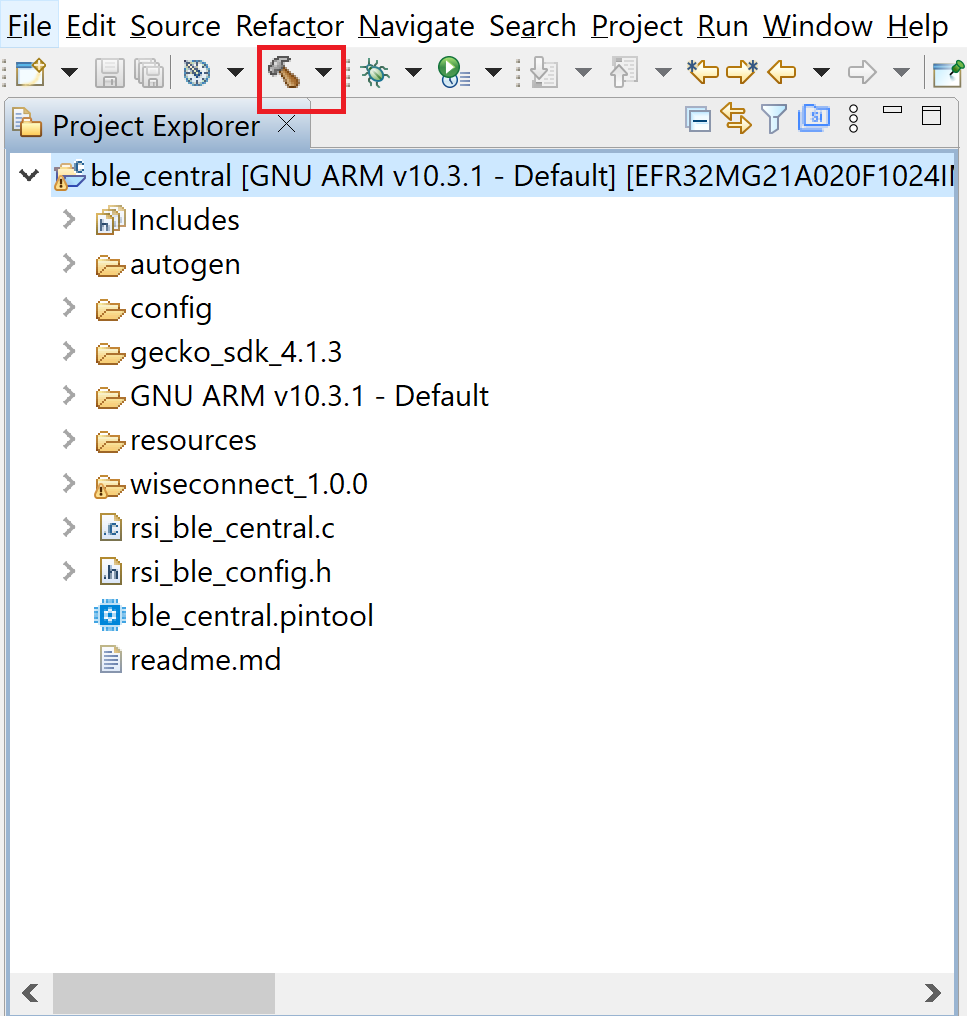 File Edit Source Refactor Navigate Search Project Run Window Help
Project Explorer
ble_central [GNU ARM v10.3.1 - Default] [EFR32MG21A020F1024I
Includes
autogen
config
gecko_sdk_4.1.3
GNU ARM v10.3.1 - Default
resources
wiseconnect_1.0.0
rsi_ble_central.c
rsi_ble_config.h
ble_central.pintool
readme.md